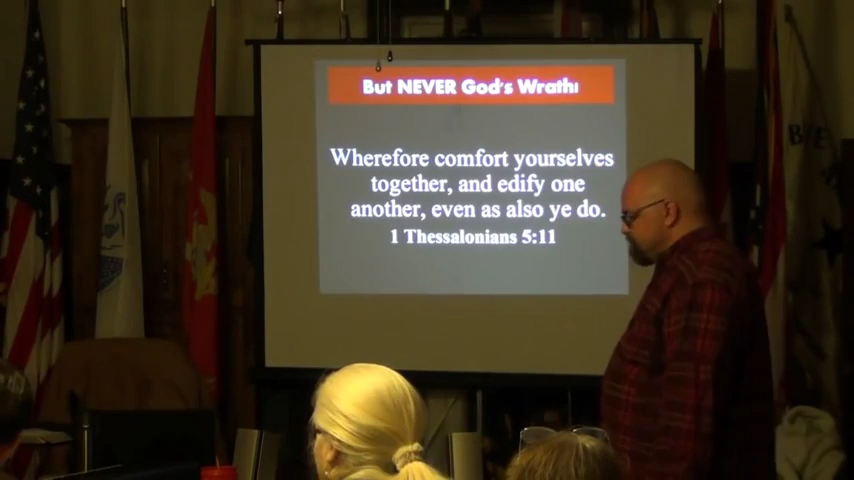 But NEVER God's Wrath!
Wherefore comfort yourselves
together, and edify one
another, even as also ye do.
1 Thessalonians 5:11